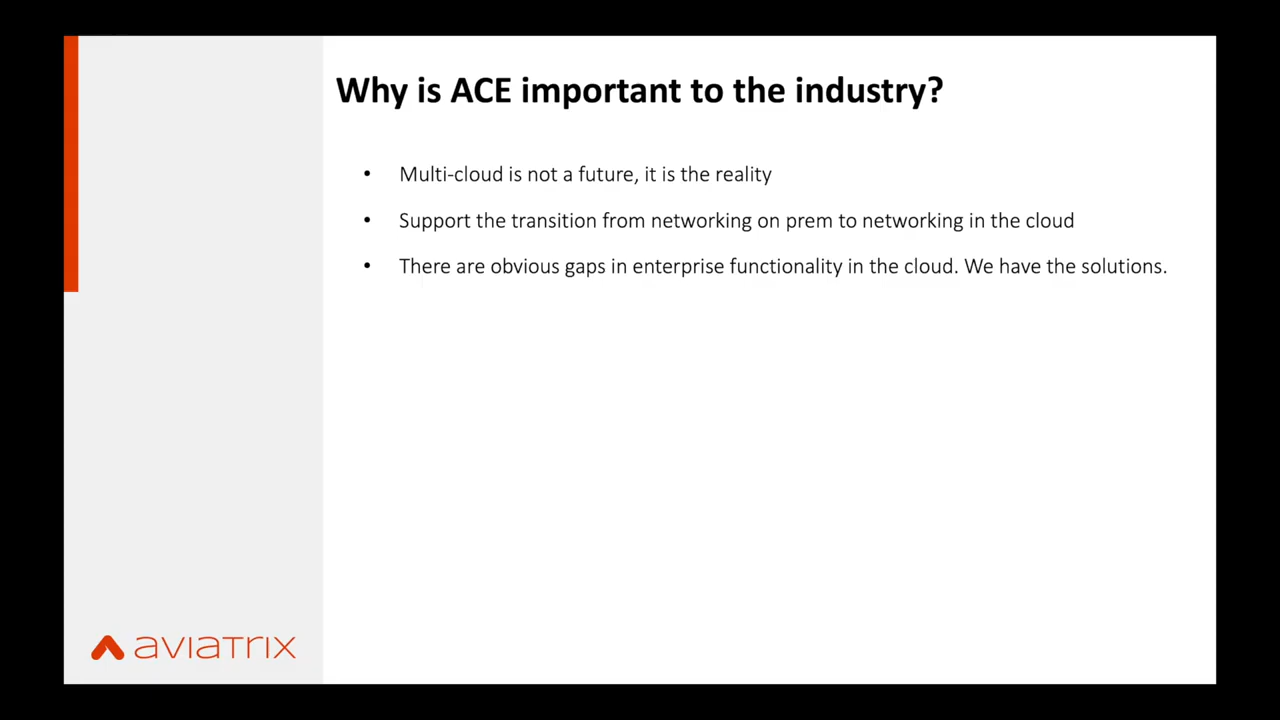 Why is ACE important to the industry?
• Multi-cloud is not a future, it is the reality
• Support the transition from networking on prem to networking in the cloud
• There are obvious gaps in enterprise functionality in the cloud. We have the solutions.
aviatrix